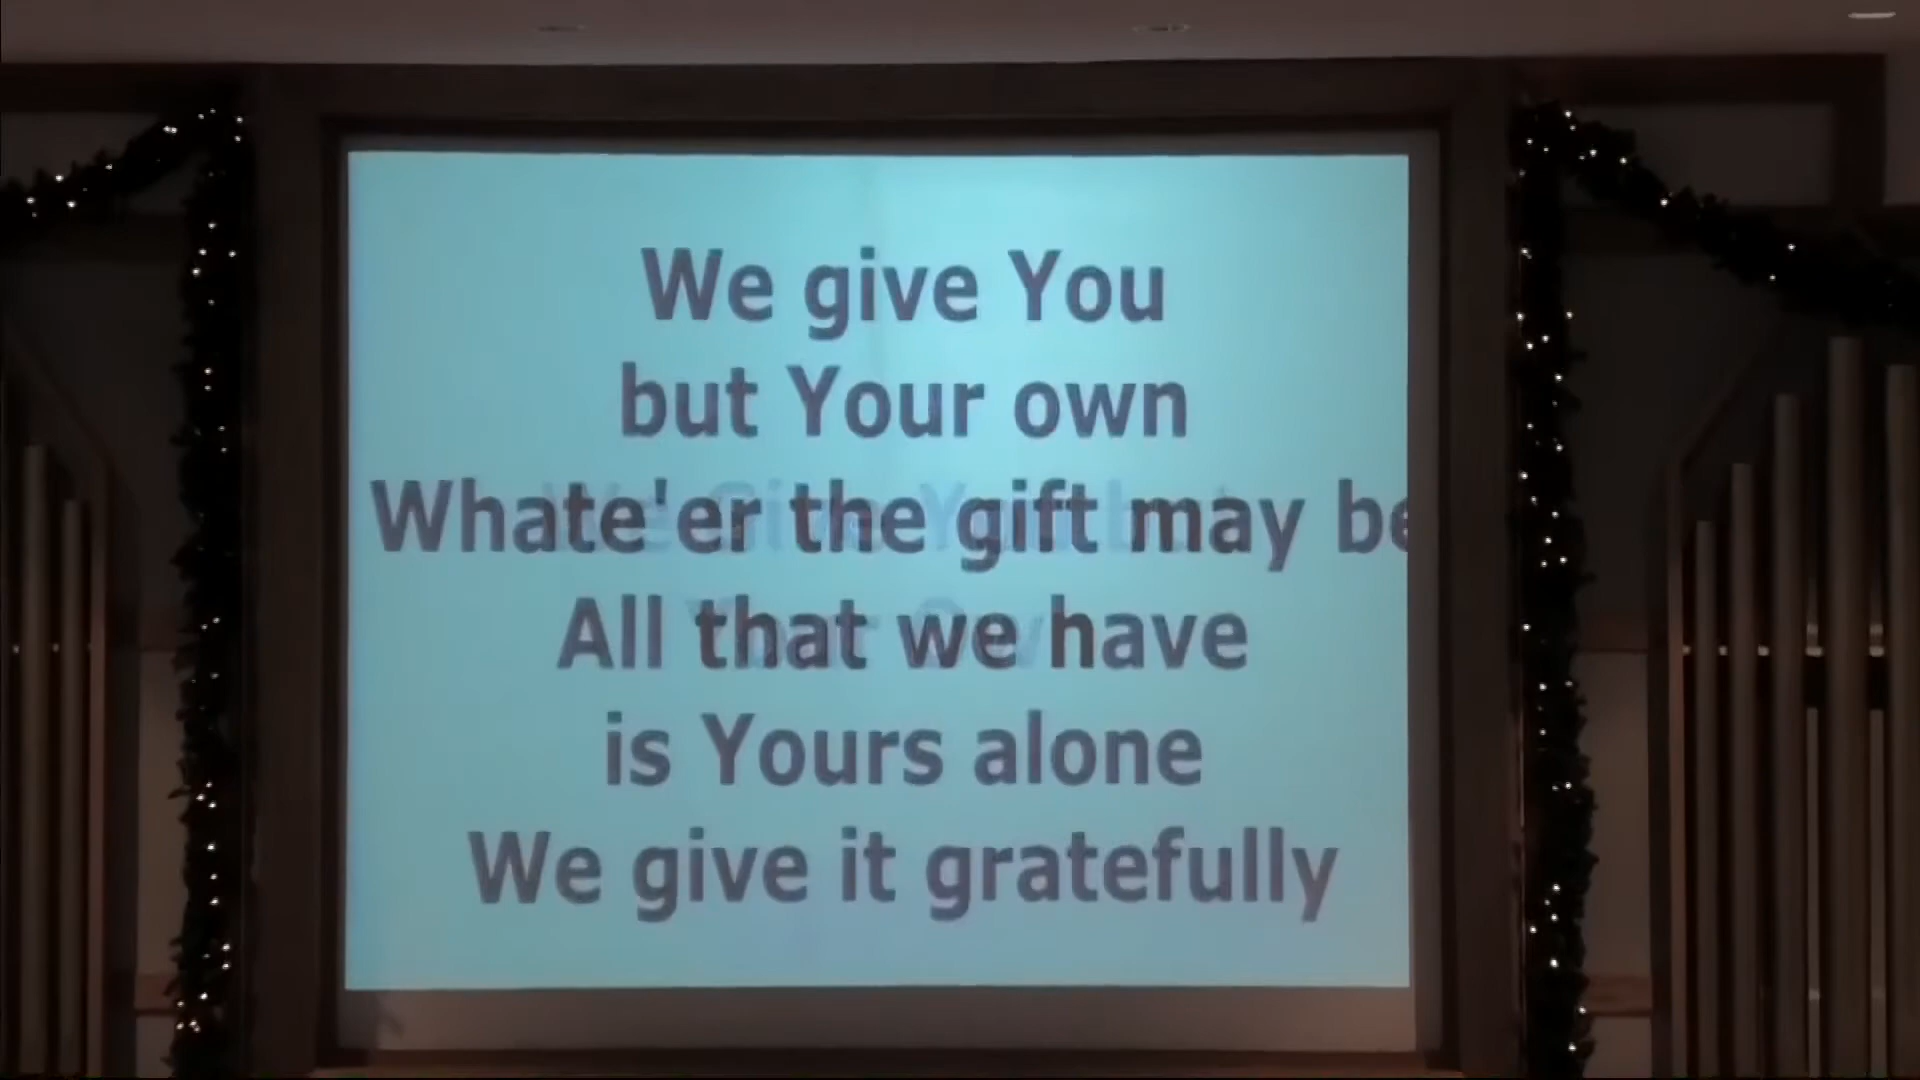 We give You
but Your own
Whate'er the gift may be
All that we have
is Yours alone
We give it gratefully